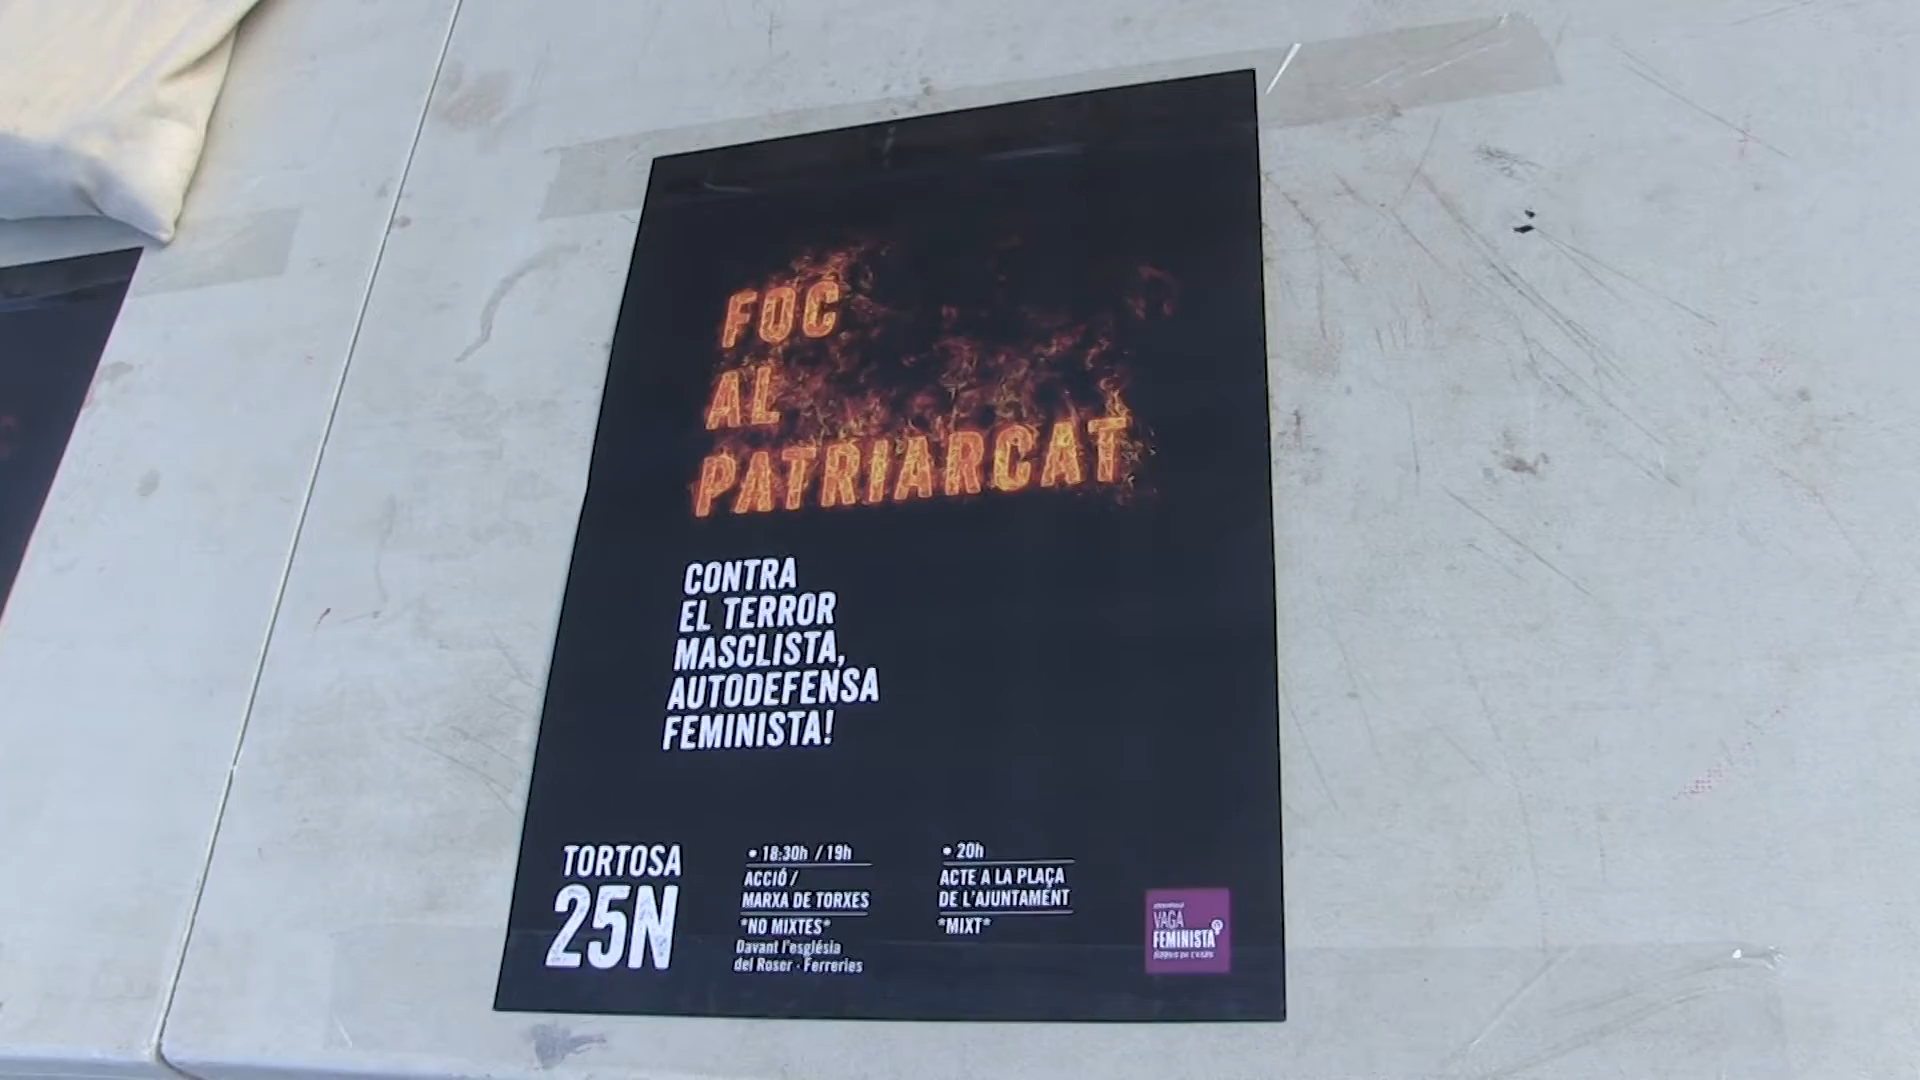 FOC
AL
PATRIARCAT
CONTRA
EL TERROR
MASCLISTA,
AUTODEFENSA
FEMINISTA!
TORTOSA
25N
• 18:30h / 19h
ACCIÓ /
MARXA DE TORXES
*NO MIXTES*
Davant l'església
del Roser - Ferreries
• 20h
ACTE A LA PLAÇA
DE L'AJUNTAMENT
*MIXT*
VAGA
FEMINISTA